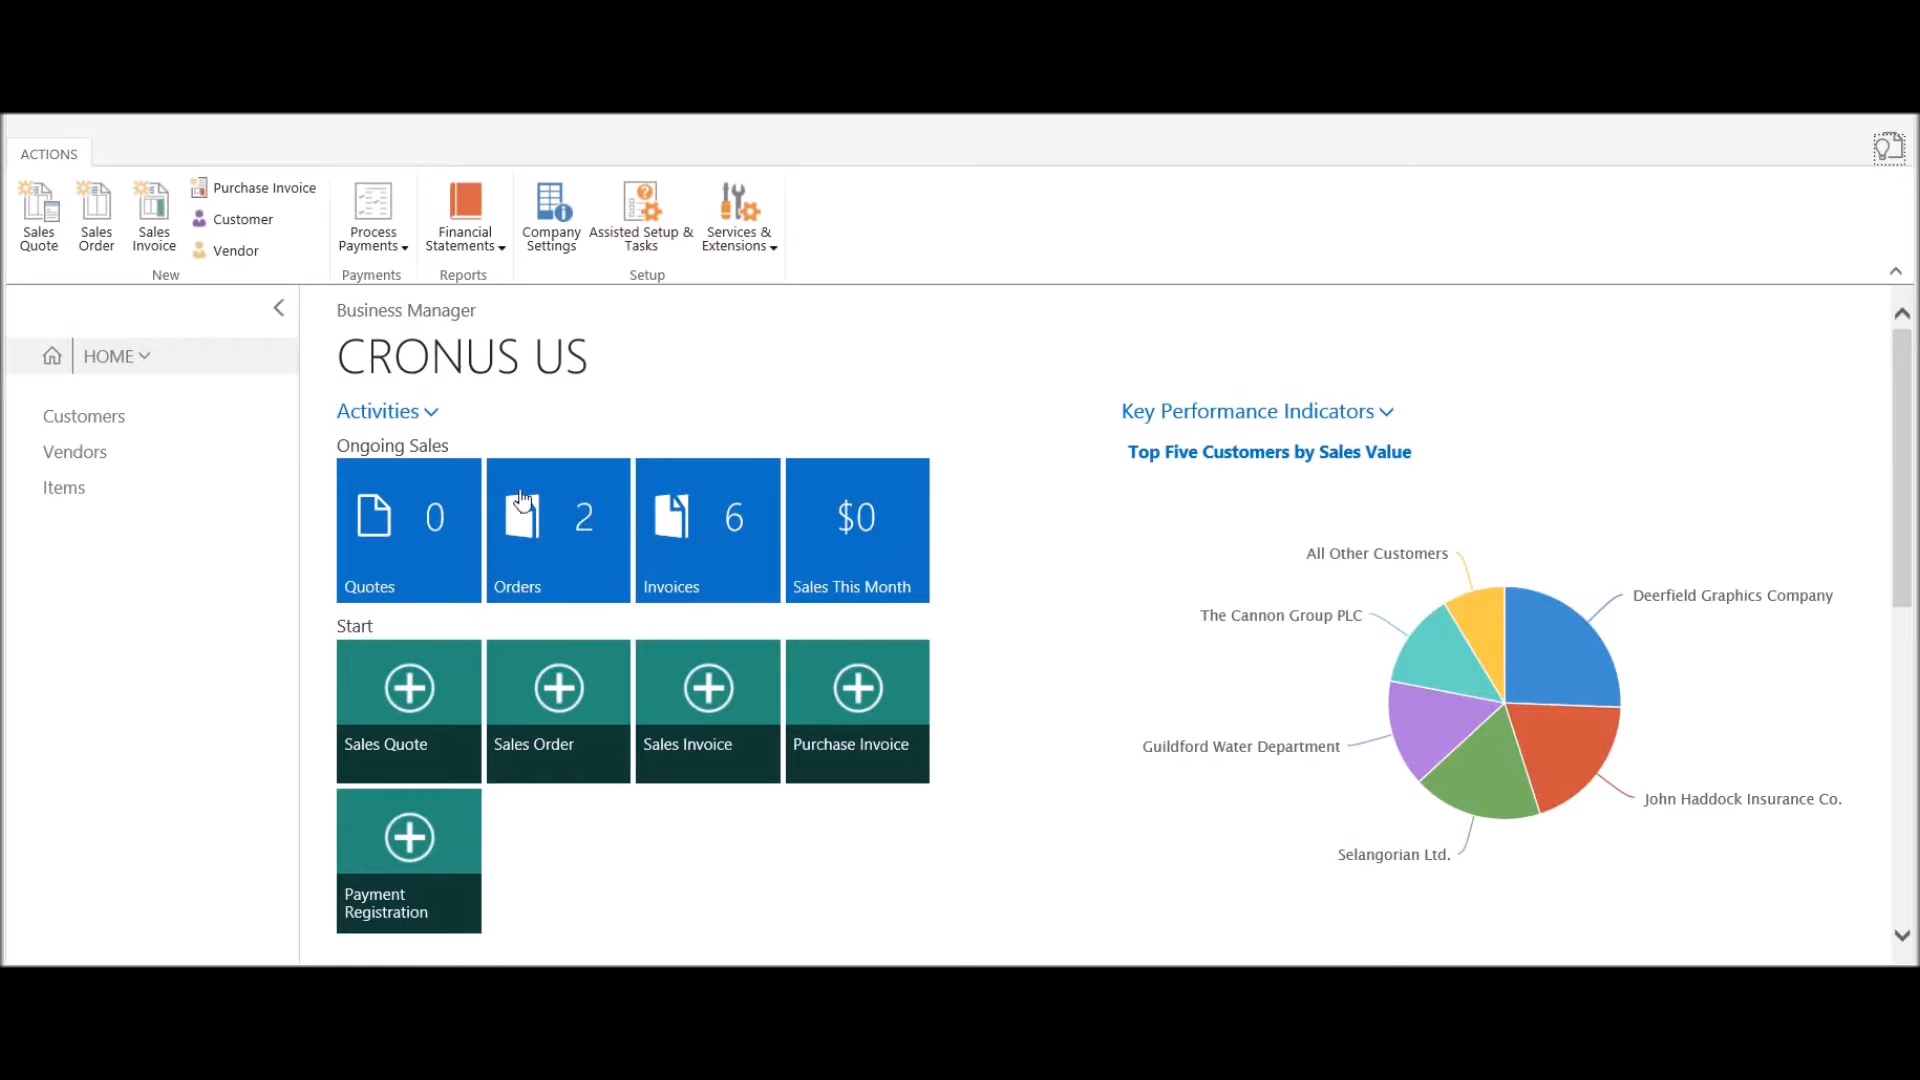 ACTIONS
Sales
Quote
Sales
Order
Sales
Invoice
Purchase Invoice
Customer
Vendor
New
Process
Payments
Payments
Financial
Statements
Reports
Company
Settings
Assisted Setup &
Tasks
Services &
Extensions
Setup
HOME
Customers
Vendors
Items
Business Manager
CRONUS US
Activities
Ongoing Sales
0
Quotes
2
Orders
6
Invoices
$0
Sales This Month
Start
Sales Quote
Sales Order
Sales Invoice
Purchase Invoice
Payment
Registration
Key Performance Indicators
Top Five Customers by Sales Value
All Other Customers
Deerfield Graphics Company
The Cannon Group PLC
Guildford Water Department
John Haddock Insurance Co.
Selangorian Ltd.